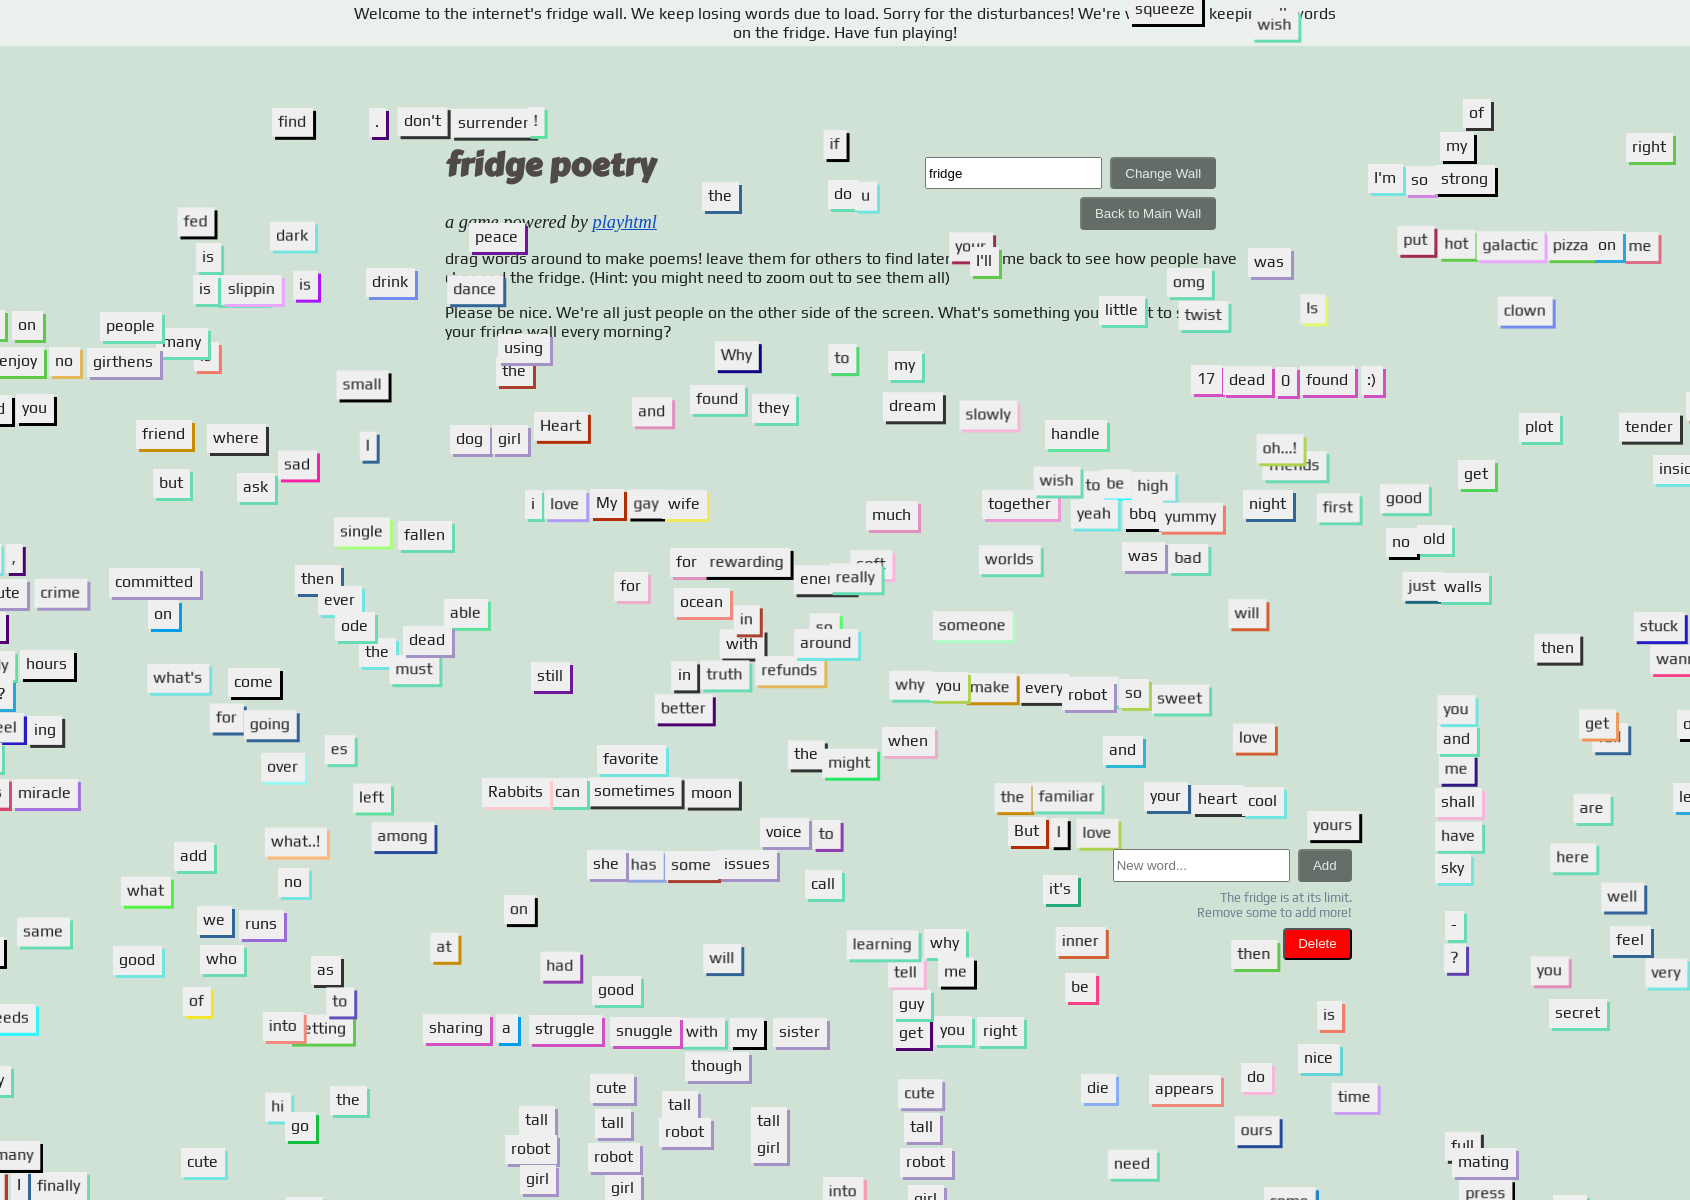 Welcome to the internet's fridge wall. We keep losing words due to load. Sorry for the disturbances! We're
on the fridge. Have fun playing!
squeeze
wish
find
. don't surrender !
fridge poetry
a game powered by playhtml
peace
drag words around to make poems! leave them for others to find later
me back to see how people have
the fridge. (Hint: you might need to zoom out to see them all)
dance
Please be nice. We're all just people on the other side of the screen. What's something you
your fridge wall every morning?
if
the
do u
fridge
Change Wall
Back to Main Wall
your
I'll
of
my
I'm so strong
right
put hot galactic pizza on me
was
omg
little
twist
Is
clown
fed
dark
is
is slippin is
drink
on
people
many
enjoy no girthens
using
the
Why
to
my
small
17 dead 0 found :)
you
and
found
they
dream
slowly
friend
where
I
dog girl Heart
handle
oh...!
plot
tender
sad
but
ask
wish to be high
get
i love My gay wife
much
together
yeah bbq yummy
night
first
good
single
fallen
no old
,
for rewarding
really
worlds
was bad
committed
crime
then
ever
for
ocean
just walls
on
ode
able
in
someone
will
the
dead
with
around
stuck
then
hours
must
what's
come
still
in truth refunds
why you make every robot so sweet
?
for going
better
you
and
me
shall
have
sky
-
?
get
ing
es
the
might
when
and
love
over
favorite
miracle
left
Rabbits can sometimes moon
the familiar
your heart cool
are
what..!
among
voice to
But I love
yours
add
she has some issues
New word...
Add
here
what
no
call
it's
The fridge is at its limit.
Remove some to add more!
well
we runs
on
same
at
learning why
inner
then
Delete
feel
good
who
as
had
will
tell
me
you
very
of
to
good
guy
be
into
sharing a struggle snuggle with my sister
get you right
is
secret
though
nice
hi
the
cute
cute
die
appears
do
time
go
tall
tall
tall
tall
tall
robot
robot
robot
girl
robot
ours
cute
girl
girl
need
mating
I finally
into
press